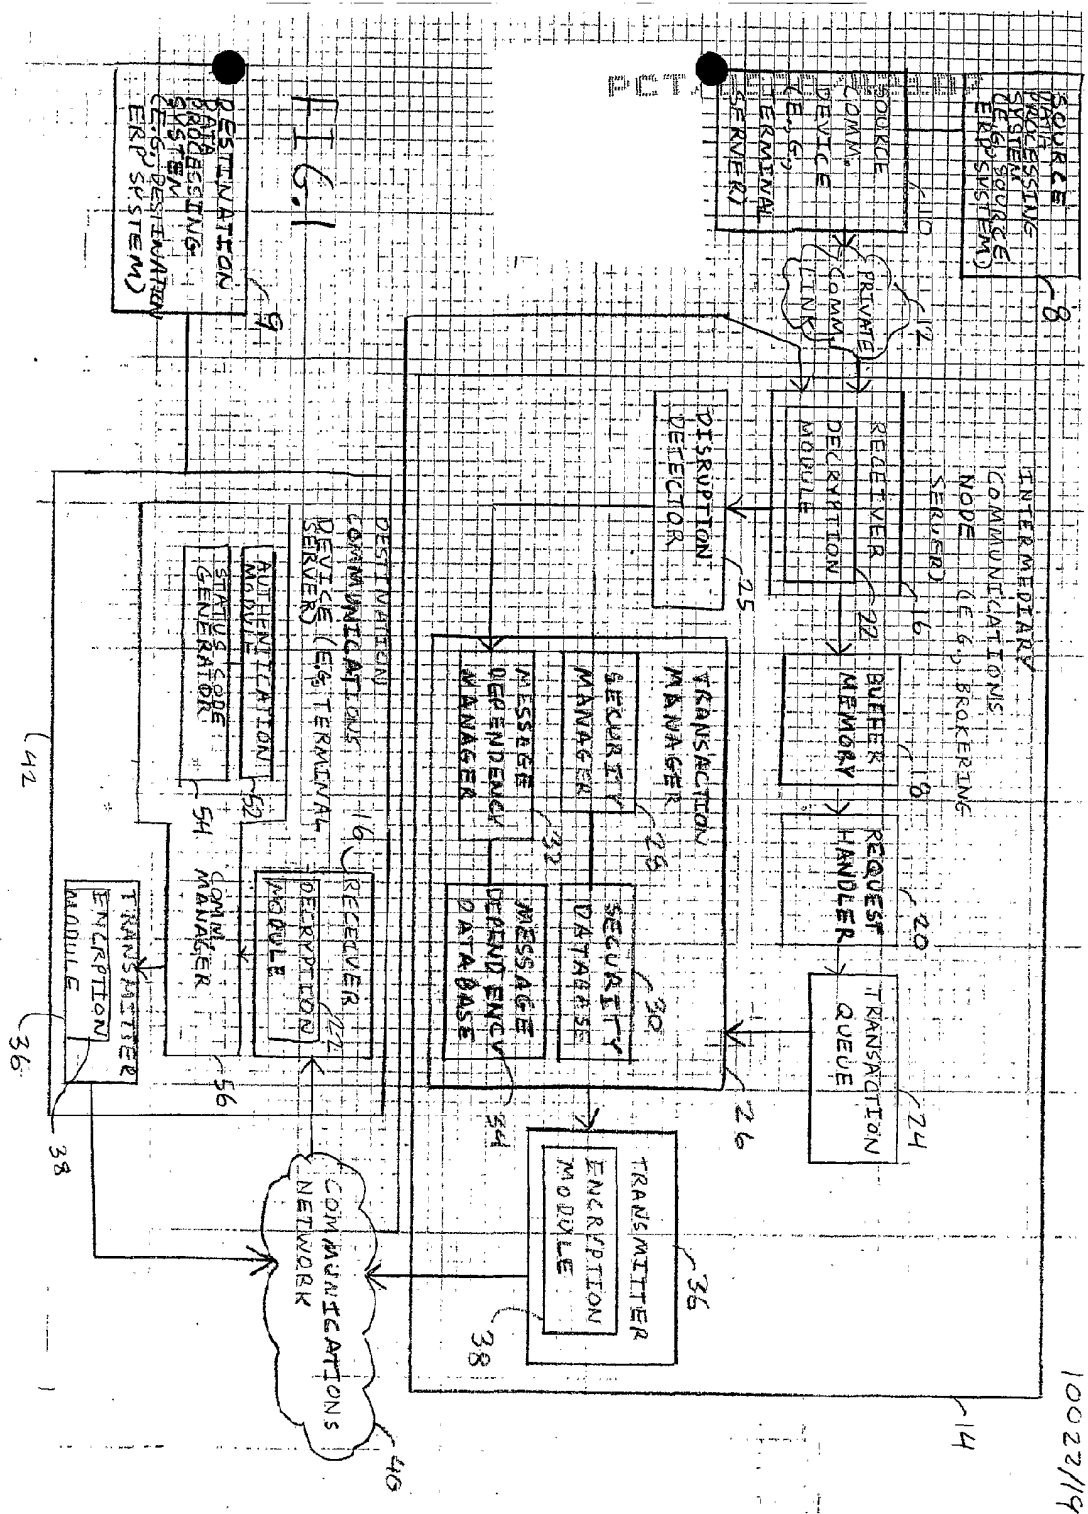 10022/14
SOURCE
DATA
PROCESSING
SYSTEM
(E.G. SOURCE
ERP SYSTEM)
8
SOURCE
COMM.
DEVICE
(E.G.,
TERMINAL
SERVER)
10
PRIVATE
COMM.
LINK
12
INTERMEDIARY
COMMUNICATIONS
NODE (E.G., BROKERING
SERVER)
14
RECEIVER
16
DECRYPTION
MODULE
22
BUFFER
MEMORY
18
REQUEST
HANDLER
20
TRANSACTION
QUEUE
24
DISRUPTION
DETECTOR
25
TRANSACTION
MANAGER
26
SECURITY
MANAGER
28
SECURITY
DATABASE
30
MESSEGE
DEPENDENCY
MANAGER
32
MESSAGE
DEPINDENCY
DATABASE
34
TRANSMITTER
36
ENCRYPTION
MODULE
38
COMMUNICATIONS
NETWORK
40
DESTINATION
COMMUNICATIONS
DEVICE (E.G. TERMINAL
SERVER)
RECEIVER
16
DECRYPTION
MODULE
22
AUTHENTICATION
MODULE
52
STATUS CODE
GENERATOR
54
COMM.
MANAGER
56
TRANSMITTER
ENCRPTION
MODULE
36
38
42
DESTINATION
DATA
PROCESSING
SYSTEM
(E.G, DESINATION
ERP SYSTEM)
9
FIG.1